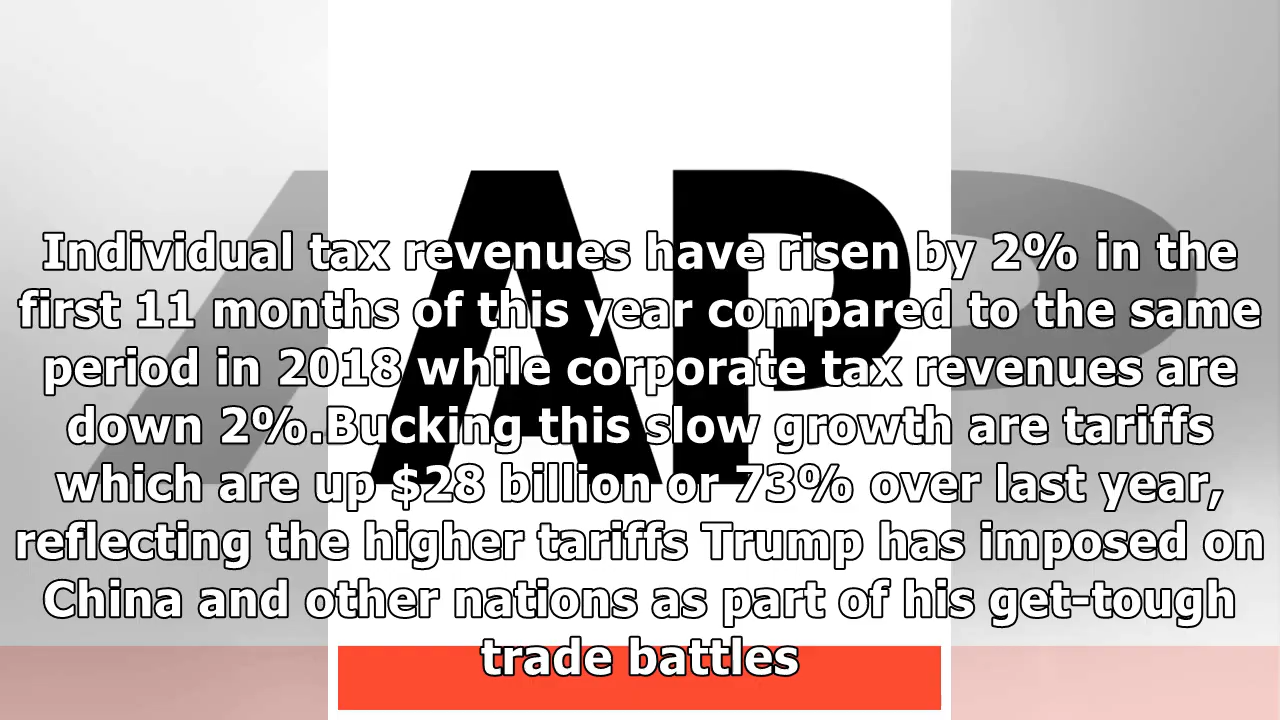 AP
Individual tax revenues have risen by 2% in the
first 11 months of this year compared to the same
period in 2018 while corporate tax revenues are
down 2%.Bucking this slow growth are tariffs
which are up $28 billion or 73% over last year,
reflecting the higher tariffs Trump has imposed on
China and other nations as part of his get-tough
trade battles